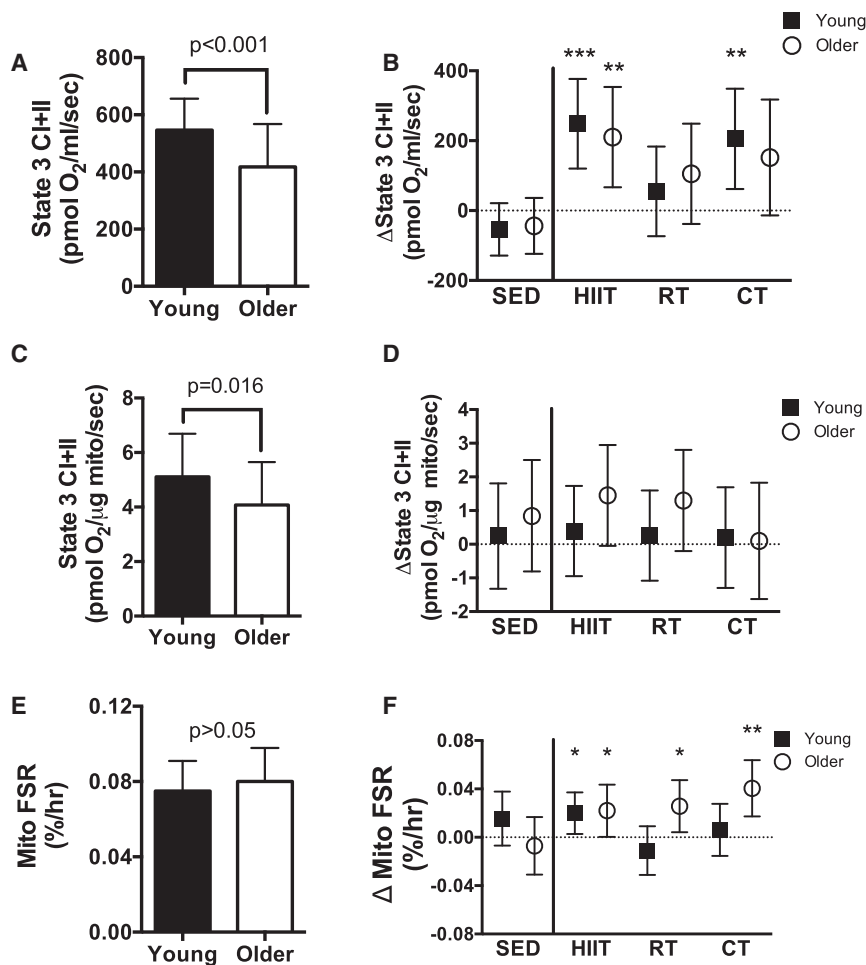 A
State 3 CI+II
(pmol O2/ml/sec)
800
600
400
200
0
p<0.001
Young
Older
B
Young
Older
ΔState 3 CI+II
(pmol O2/ml/sec)
400
200
0
-200
***
**
**
SED
HIIT
RT
CT
C
State 3 CI+II
(pmol O2/μg mito/sec)
8
6
4
2
0
p=0.016
Young
Older
D
Young
Older
ΔState 3 CI+II
(pmol O2/μg mito/sec)
4
3
2
1
0
-1
-2
SED
HIIT
RT
CT
E
Mito FSR
(%/hr)
0.12
0.08
0.04
0.00
p>0.05
Young
Older
F
Young
Older
Δ Mito FSR
(%/hr)
0.08
0.04
0.00
-0.04
-0.08
*
*
*
**
SED
HIIT
RT
CT